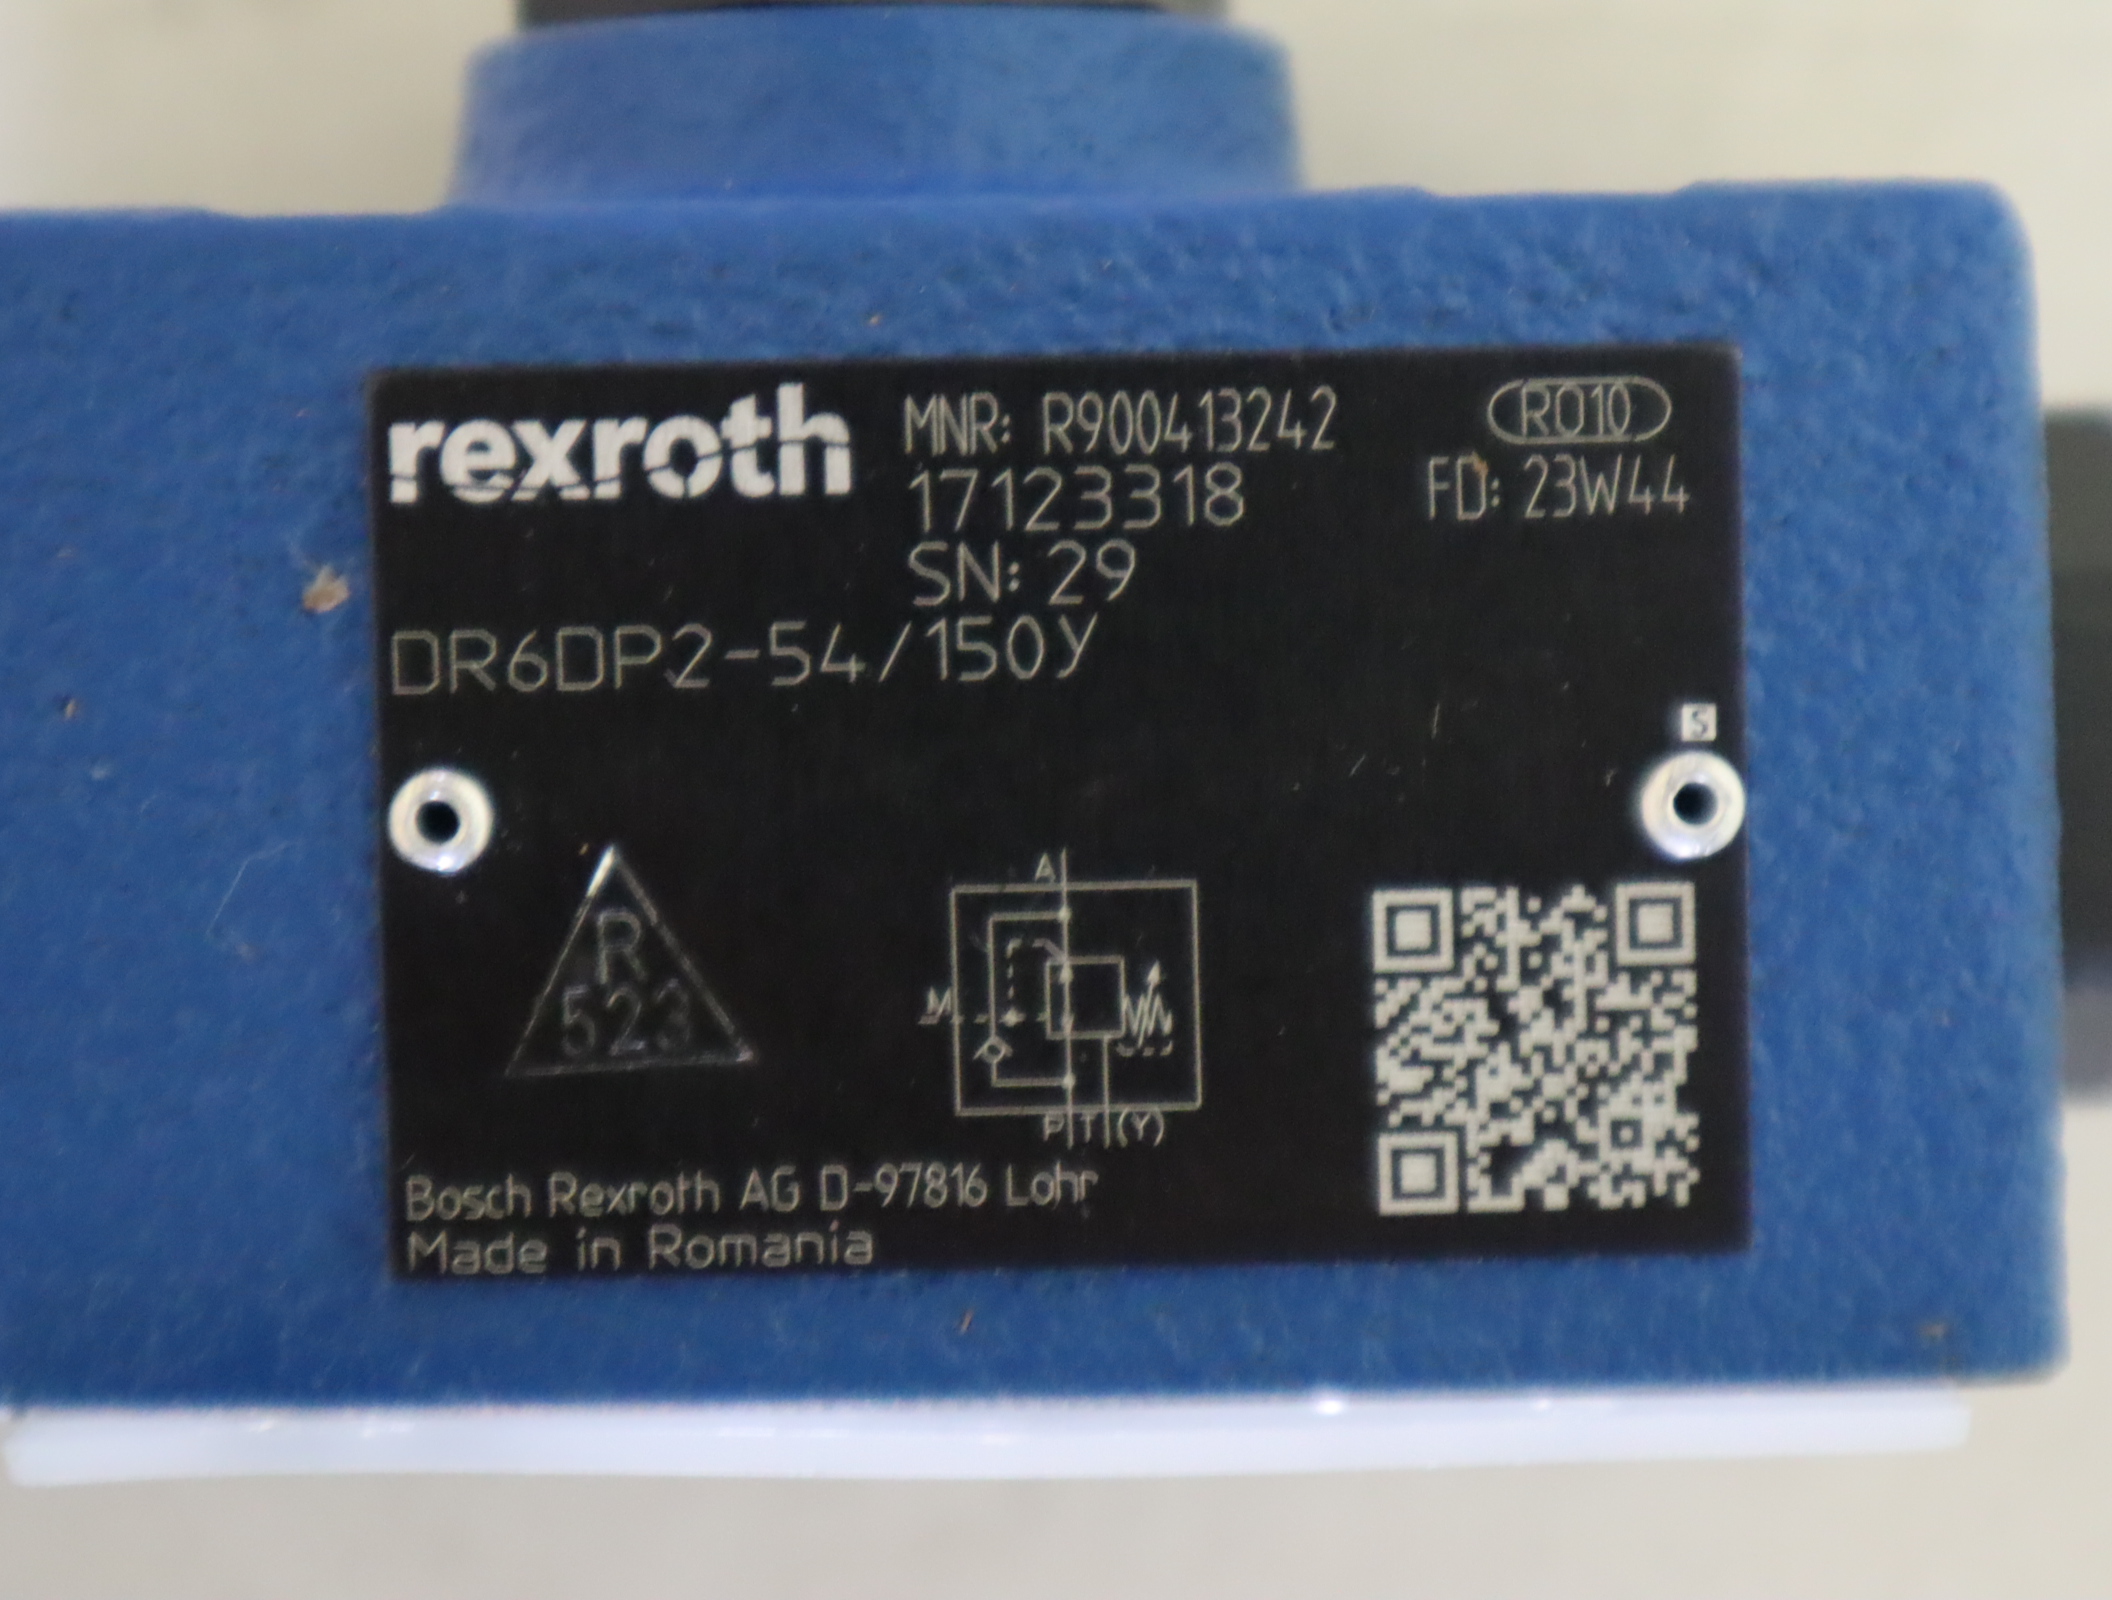 rexroth
MNR: R900413242
RO10
17123318
FD: 23W44
SN: 29
DR6DP2-54/150Y
S
R
523
A
M
P T (Y)
Bosch Rexroth AG D-97816 Lohr
Made in Romania